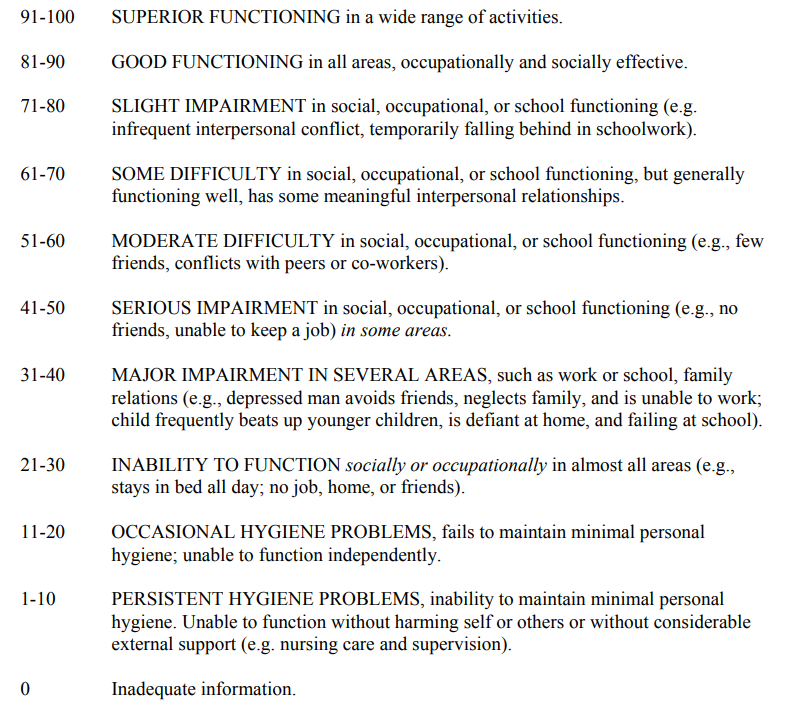 91-100 SUPERIOR FUNCTIONING in a wide range of activities.
81-90 GOOD FUNCTIONING in all areas, occupationally and socially effective.
71-80 SLIGHT IMPAIRMENT in social, occupational, or school functioning (e.g.
infrequent interpersonal conflict, temporarily falling behind in schoolwork).
61-70 SOME DIFFICULTY in social, occupational, or school functioning, but generally
functioning well, has some meaningful interpersonal relationships.
51-60 MODERATE DIFFICULTY in social, occupational, or school functioning (e.g., few
friends, conflicts with peers or co-workers).
41-50 SERIOUS IMPAIRMENT in social, occupational, or school functioning (e.g., no
friends, unable to keep a job) in some areas.
31-40 MAJOR IMPAIRMENT IN SEVERAL AREAS, such as work or school, family
relations (e.g., depressed man avoids friends, neglects family, and is unable to work;
child frequently beats up younger children, is defiant at home, and failing at school).
21-30 INABILITY TO FUNCTION socially or occupationally in almost all areas (e.g.,
stays in bed all day; no job, home, or friends).
11-20 OCCASIONAL HYGIENE PROBLEMS, fails to maintain minimal personal
hygiene; unable to function independently.
1-10 PERSISTENT HYGIENE PROBLEMS, inability to maintain minimal personal
hygiene. Unable to function without harming self or others or without considerable
external support (e.g. nursing care and supervision).
0 Inadequate information.